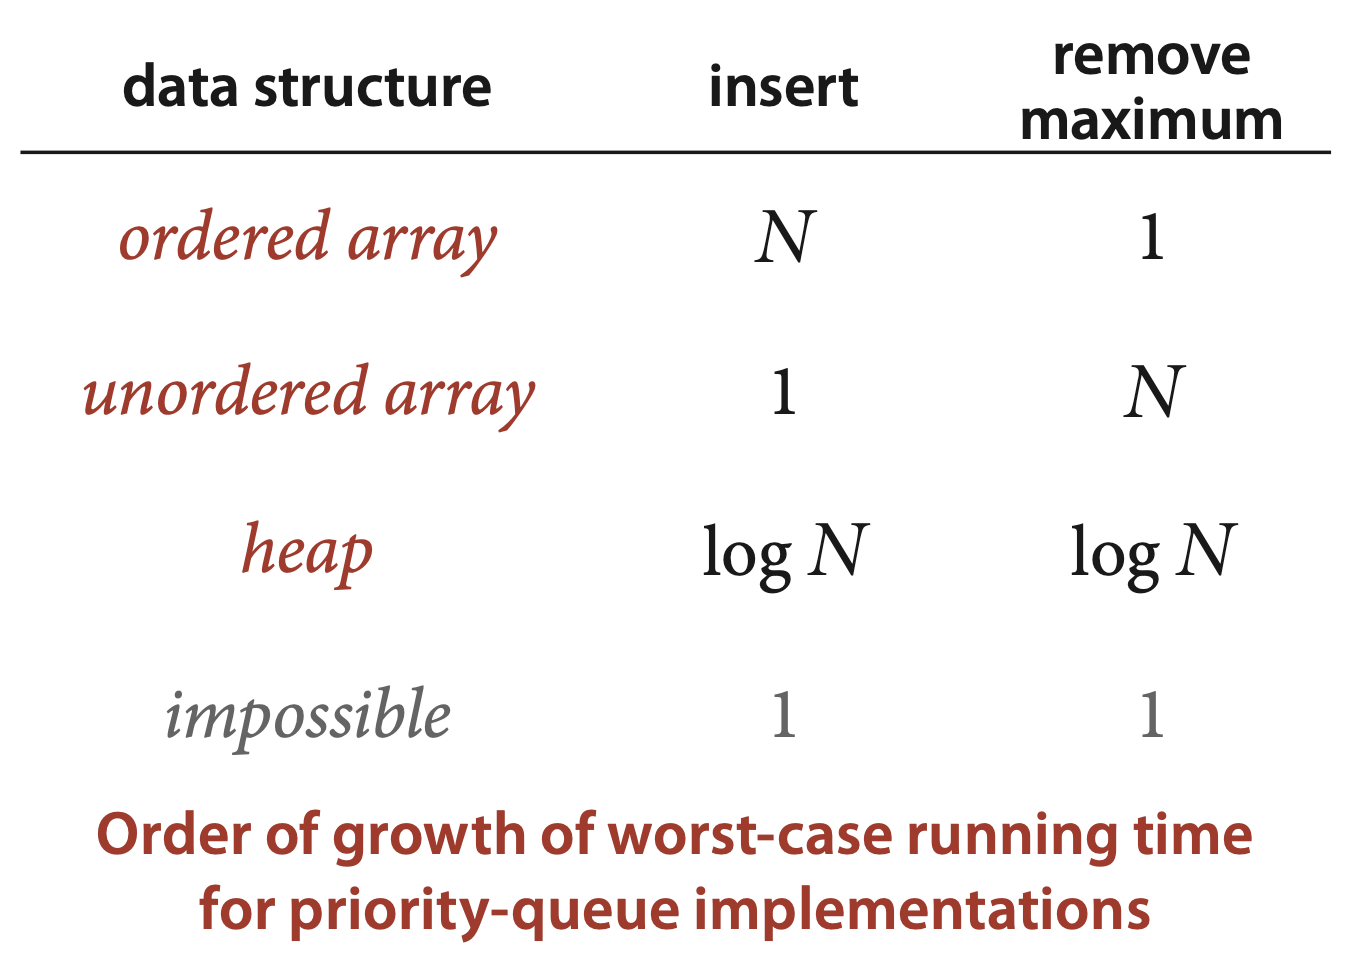 data structure insert remove maximum
ordered array N 1
unordered array 1 N
heap log N log N
impossible 1 1
Order of growth of worst-case running time
for priority-queue implementations